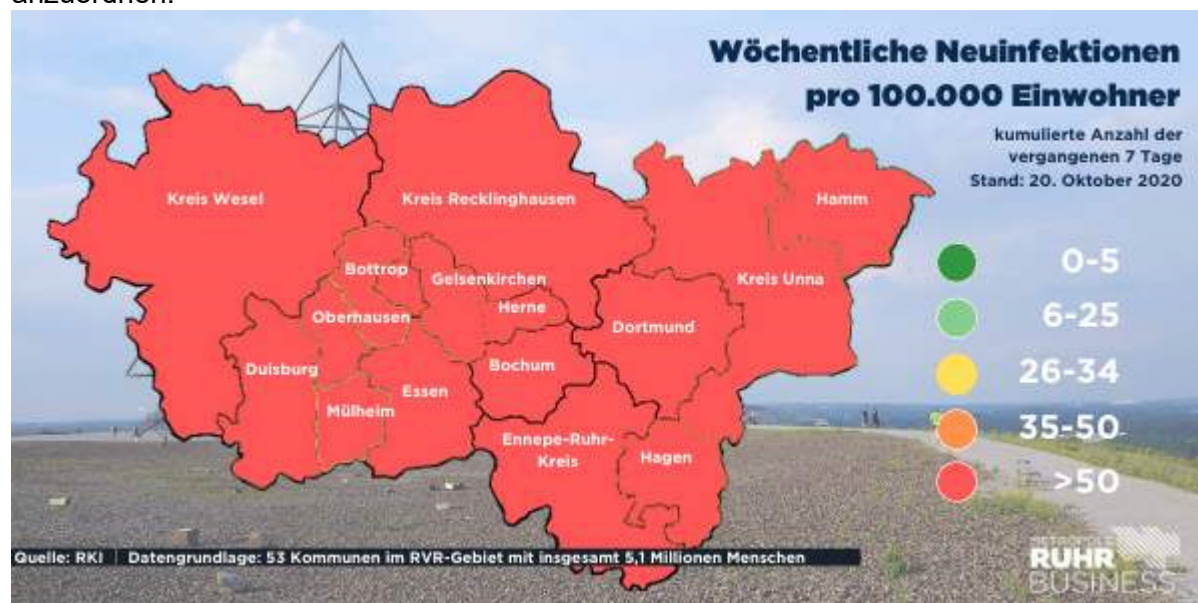 anzuordnen.
Wöchentliche Neuinfektionen
pro 100.000 Einwohner
kumulierte Anzahl der
vergangenen 7 Tage
Stand: 20. Oktober 2020
Kreis Wesel
Kreis Recklinghausen
Hamm
Bottrop
Gelsenkirchen
Kreis Unna
Herne
Oberhausen
Dortmund
Duisburg
Bochum
Essen
Mülheim
Ennepe-Ruhr-
Kreis
Hagen
0-5
6-25
26-34
35-50
>50
Quelle: RKI | Datengrundlage: 53 Kommunen im RVR-Gebiet mit insgesamt 5,1 Millionen Menschen
METROPOLE
RUHR
BUSINESS